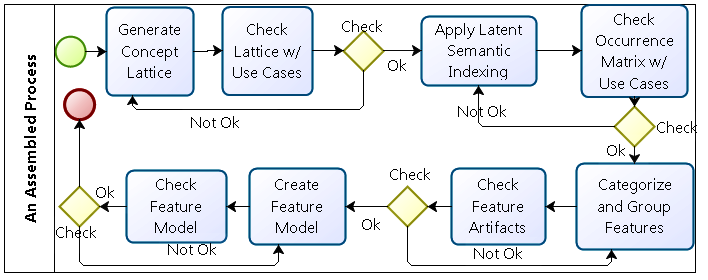 An Assembled Process
Generate
Concept
Lattice
Check
Lattice w/
Use Cases
Check
Ok
Not Ok
Apply Latent
Semantic
Indexing
Check
Occurrence
Matrix w/
Use Cases
Not Ok
Check
Ok
Categorize
and Group
Features
Check
Feature
Artifacts
Not Ok
Check
Ok
Create
Feature
Model
Check
Feature
Model
Not Ok
Ok
Check